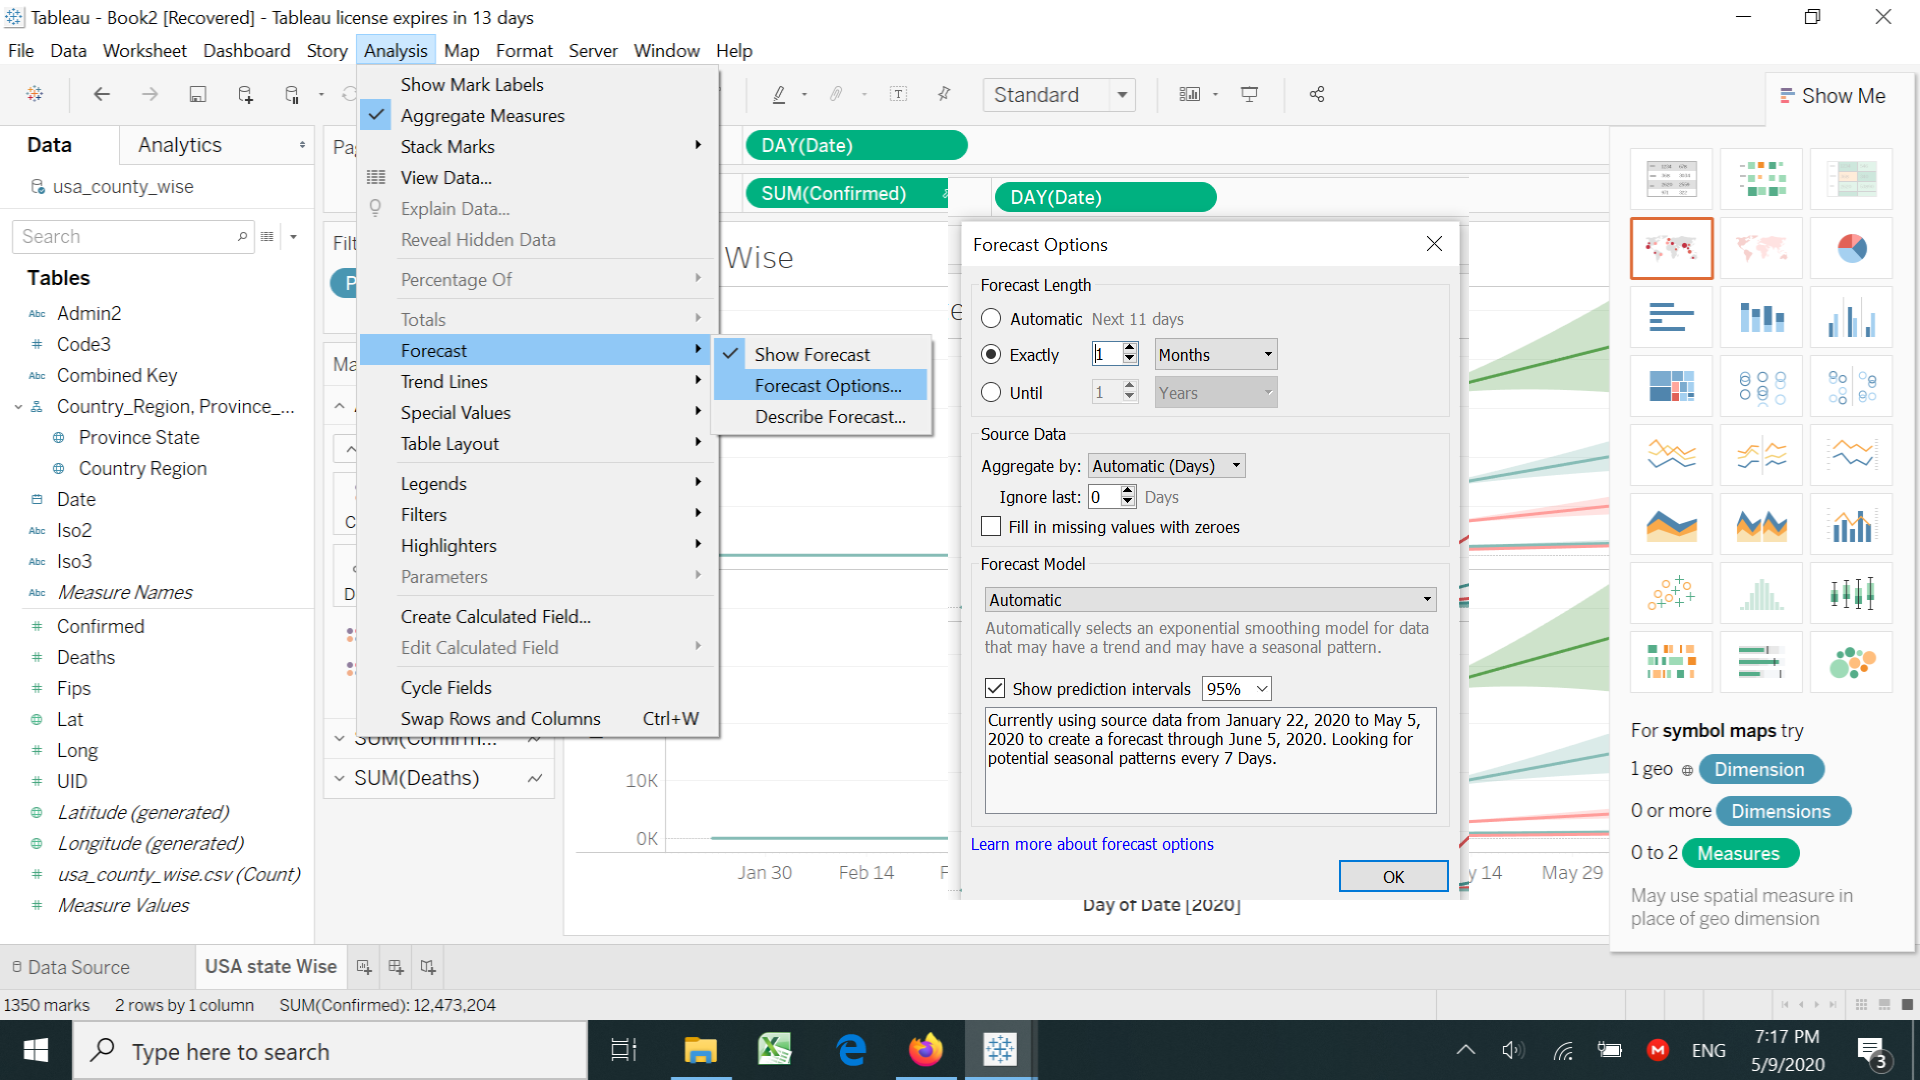 Tableau - Book2 [Recovered] - Tableau license expires in 13 days
File Data Worksheet Dashboard Story Analysis Map Format Server Window Help
Standard
Show Me
Data
Analytics
usa_county_wise
Search
Tables
Abc Admin2
# Code3
Abc Combined Key
Country_Region, Province_...
Province State
Country Region
Date
Abc Iso2
Abc Iso3
Abc Measure Names
# Confirmed
# Deaths
# Fips
Lat
# Long
# UID
Latitude (generated)
Longitude (generated)
# usa_county_wise.csv (Count)
# Measure Values
Show Mark Labels
Aggregate Measures
Stack Marks
View Data...
Explain Data...
Reveal Hidden Data
Percentage Of
Totals
Forecast
Trend Lines
Special Values
Table Layout
Legends
Filters
Highlighters
Parameters
Create Calculated Field...
Edit Calculated Field
Cycle Fields
Swap Rows and Columns Ctrl+W
Show Forecast
Forecast Options...
Describe Forecast...
SUM(Deaths)
DAY(Date)
SUM(Confirmed)
DAY(Date)
Wise
Forecast Options
Forecast Length
Automatic Next 11 days
Exactly 1 Months
Until 1 Years
Source Data
Aggregate by: Automatic (Days)
Ignore last: 0 Days
Fill in missing values with zeroes
Forecast Model
Automatic
Automatically selects an exponential smoothing model for data
that may have a trend and may have a seasonal pattern.
Show prediction intervals 95%
Currently using source data from January 22, 2020 to May 5,
2020 to create a forecast through June 5, 2020. Looking for
potential seasonal patterns every 7 Days.
Learn more about forecast options
OK
10K
0K
Jan 30 Feb 14 F y 14 May 29
Day of Date [2020]
For symbol maps try
1 geo Dimension
0 or more Dimensions
0 to 2 Measures
May use spatial measure in
place of geo dimension
Data Source
USA state Wise
1350 marks 2 rows by 1 column SUM(Confirmed): 12,473,204
Type here to search
ENG
7:17 PM
5/9/2020
3